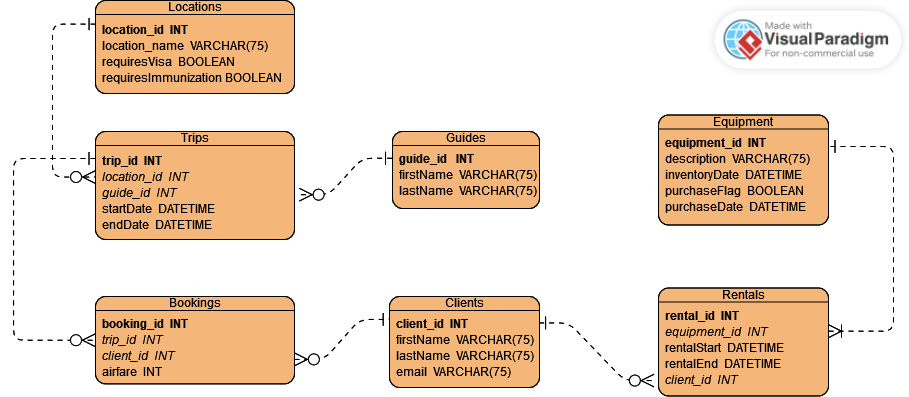 Locations
location_id INT
location_name VARCHAR(75)
requiresVisa BOOLEAN
requiresImmunization BOOLEAN
Made with
Visual Paradigm
For non-commercial use
Trips
trip_id INT
location_id INT
guide_id INT
startDate DATETIME
endDate DATETIME
Guides
guide_id INT
firstName VARCHAR(75)
lastName VARCHAR(75)
Equipment
equipment_id INT
description VARCHAR(75)
inventoryDate DATETIME
purchaseFlag BOOLEAN
purchaseDate DATETIME
Bookings
booking_id INT
trip_id INT
client_id INT
airfare INT
Clients
client_id INT
firstName VARCHAR(75)
lastName VARCHAR(75)
email VARCHAR(75)
Rentals
rental_id INT
equipment_id INT
rentalStart DATETIME
rentalEnd DATETIME
client_id INT